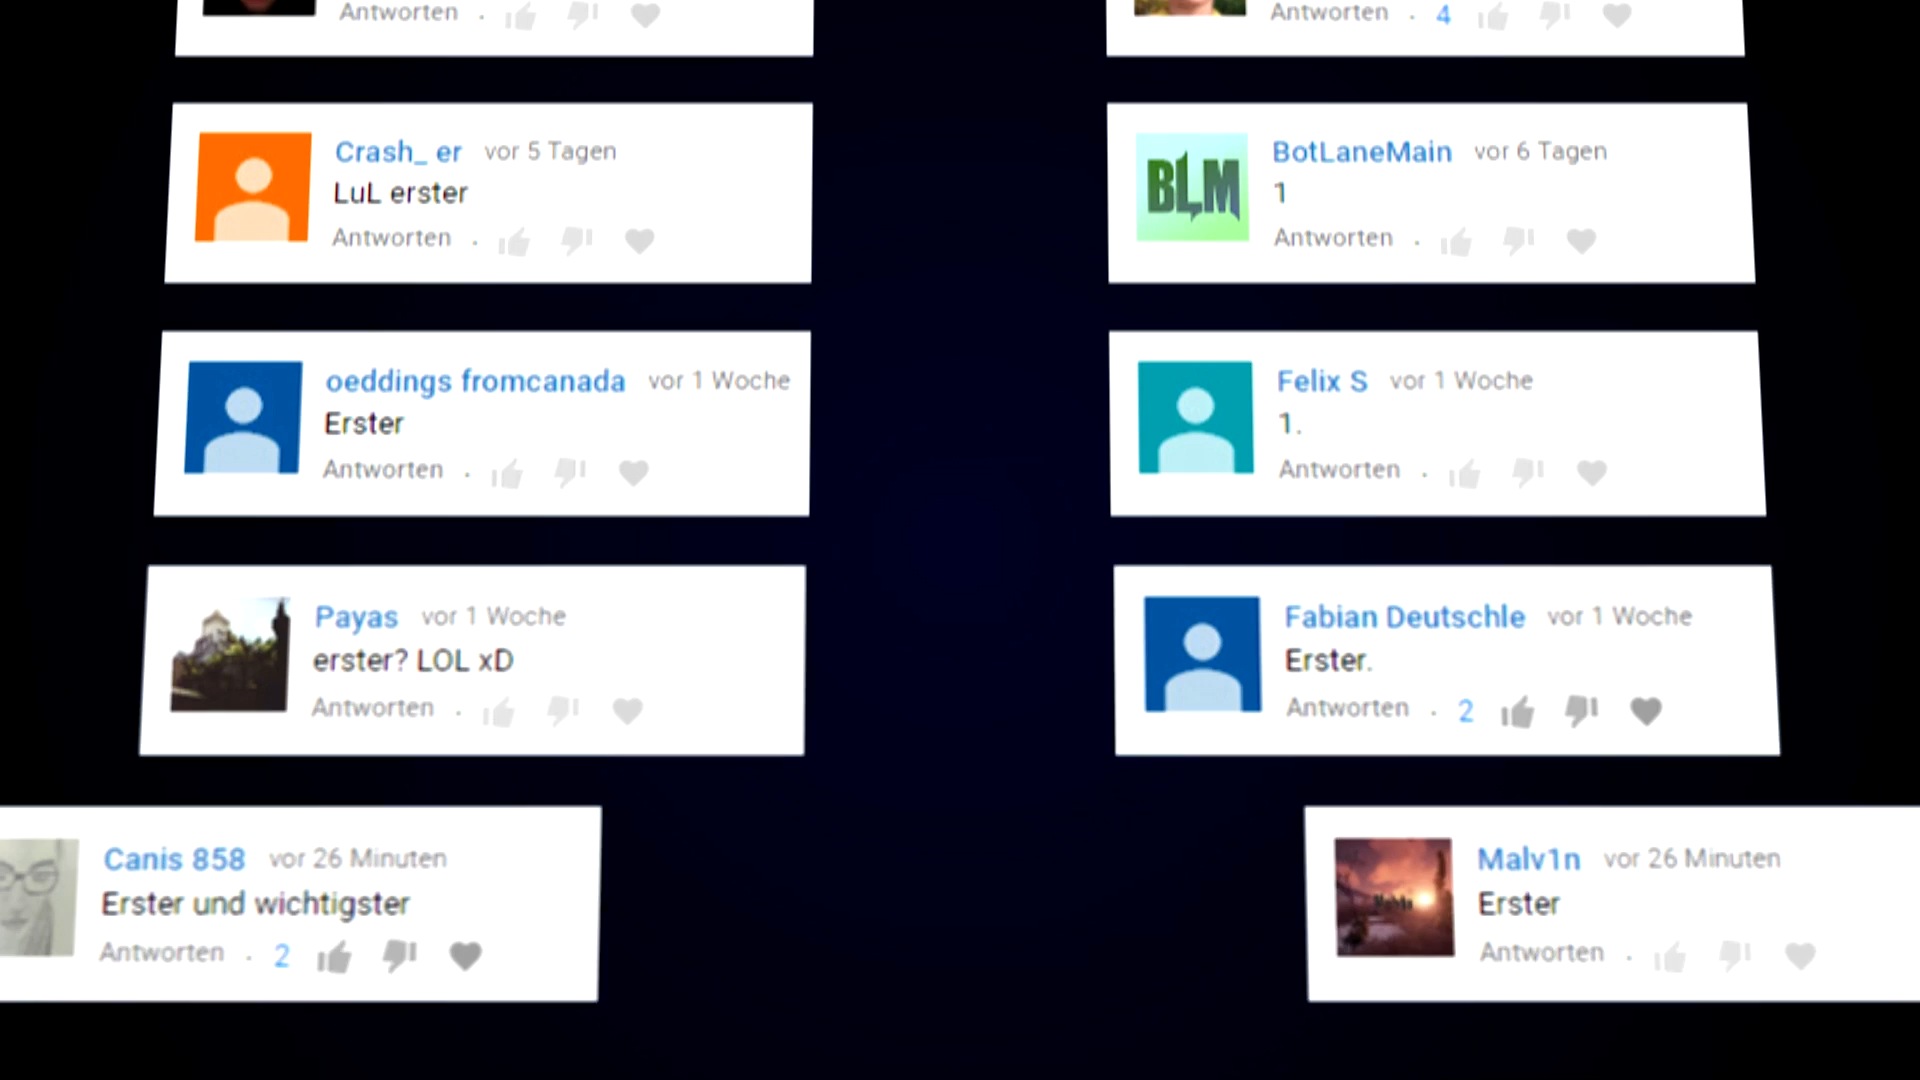 Antworten .
Antworten . 4
Crash_ er vor 5 Tagen
LuL erster
Antworten .
BLM
BotLaneMain vor 6 Tagen
1
Antworten .
oeddings fromcanada vor 1 Woche
Erster
Antworten .
Felix S vor 1 Woche
1.
Antworten .
Payas vor 1 Woche
erster? LOL xD
Antworten .
Fabian Deutschle vor 1 Woche
Erster.
Antworten . 2
Canis 858 vor 26 Minuten
Erster und wichtigster
Antworten . 2
Malv1n vor 26 Minuten
Erster
Antworten .